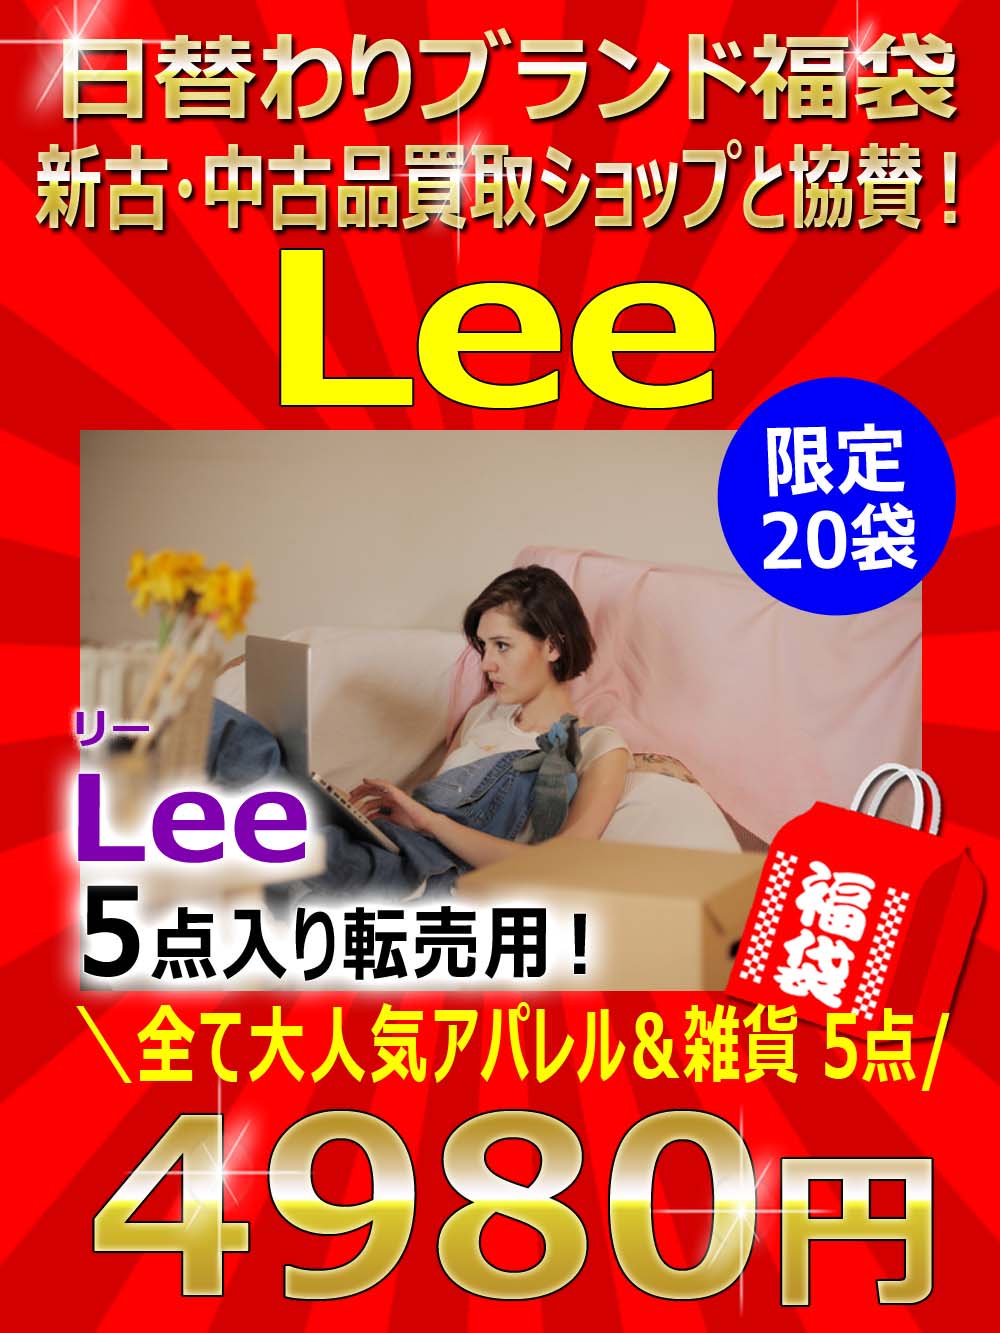 日替わりブランド福袋
新古・中古品買取ショップと協賛！
Lee
限定
20袋
リー
Lee
5点入り転売用！
福袋
＼全て大人気アパレル＆雑貨 5点/
4980円